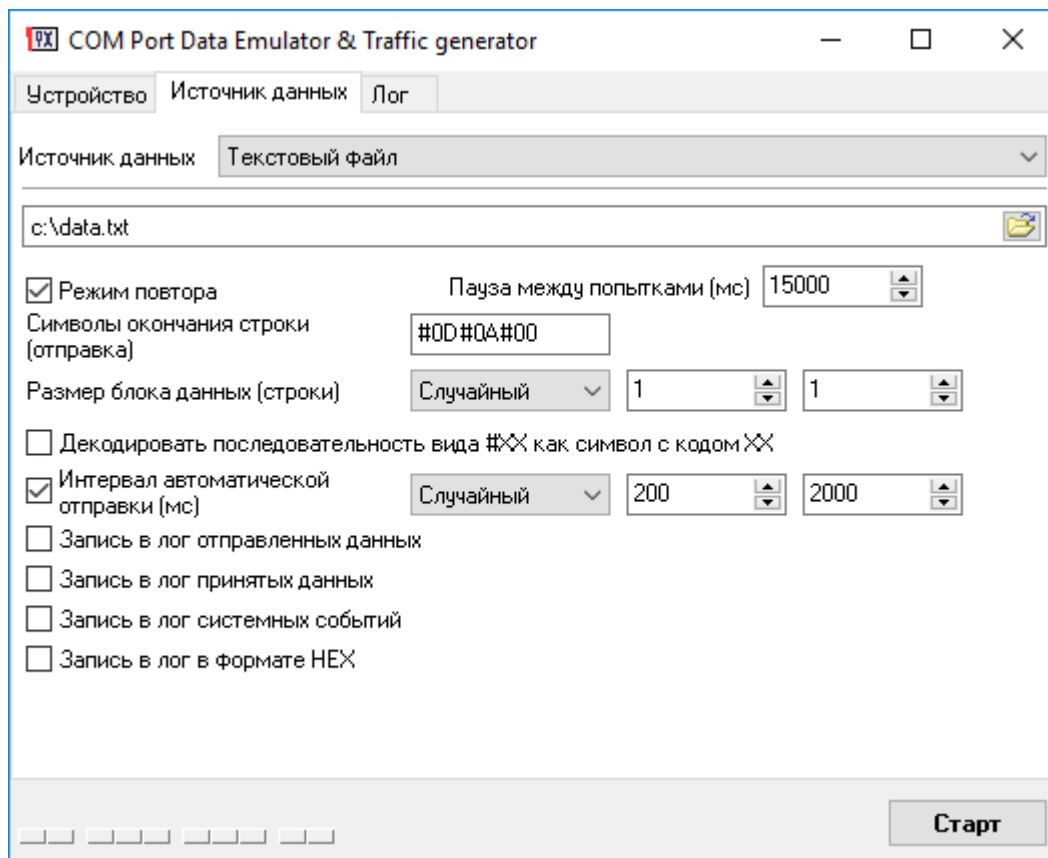 COM Port Data Emulator & Traffic generator
Устройство Источник данных Лог
Источник данных Текстовый файл
c:\data.txt
Режим повтора Пауза между попытками (мс) 15000
Символы окончания строки
(отправка) #0D#0A#00
Размер блока данных (строки) Случайный 1 1
Декодировать последовательность вида #XX как символ с кодом XX
Интервал автоматической
отправки (мс) Случайный 200 2000
Запись в лог отправленных данных
Запись в лог принятых данных
Запись в лог системных событий
Запись в лог в формате HEX
Старт